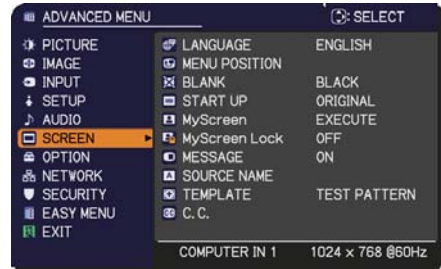 ADVANCED MENU : SELECT
PICTURE LANGUAGE ENGLISH
IMAGE MENU POSITION
INPUT BLANK BLACK
SETUP START UP ORIGINAL
AUDIO MyScreen EXECUTE
SCREEN MyScreen Lock OFF
OPTION MESSAGE ON
NETWORK SOURCE NAME
SECURITY TEMPLATE TEST PATTERN
EASY MENU C. C.
EXIT
COMPUTER IN 1 1024 × 768 @60Hz